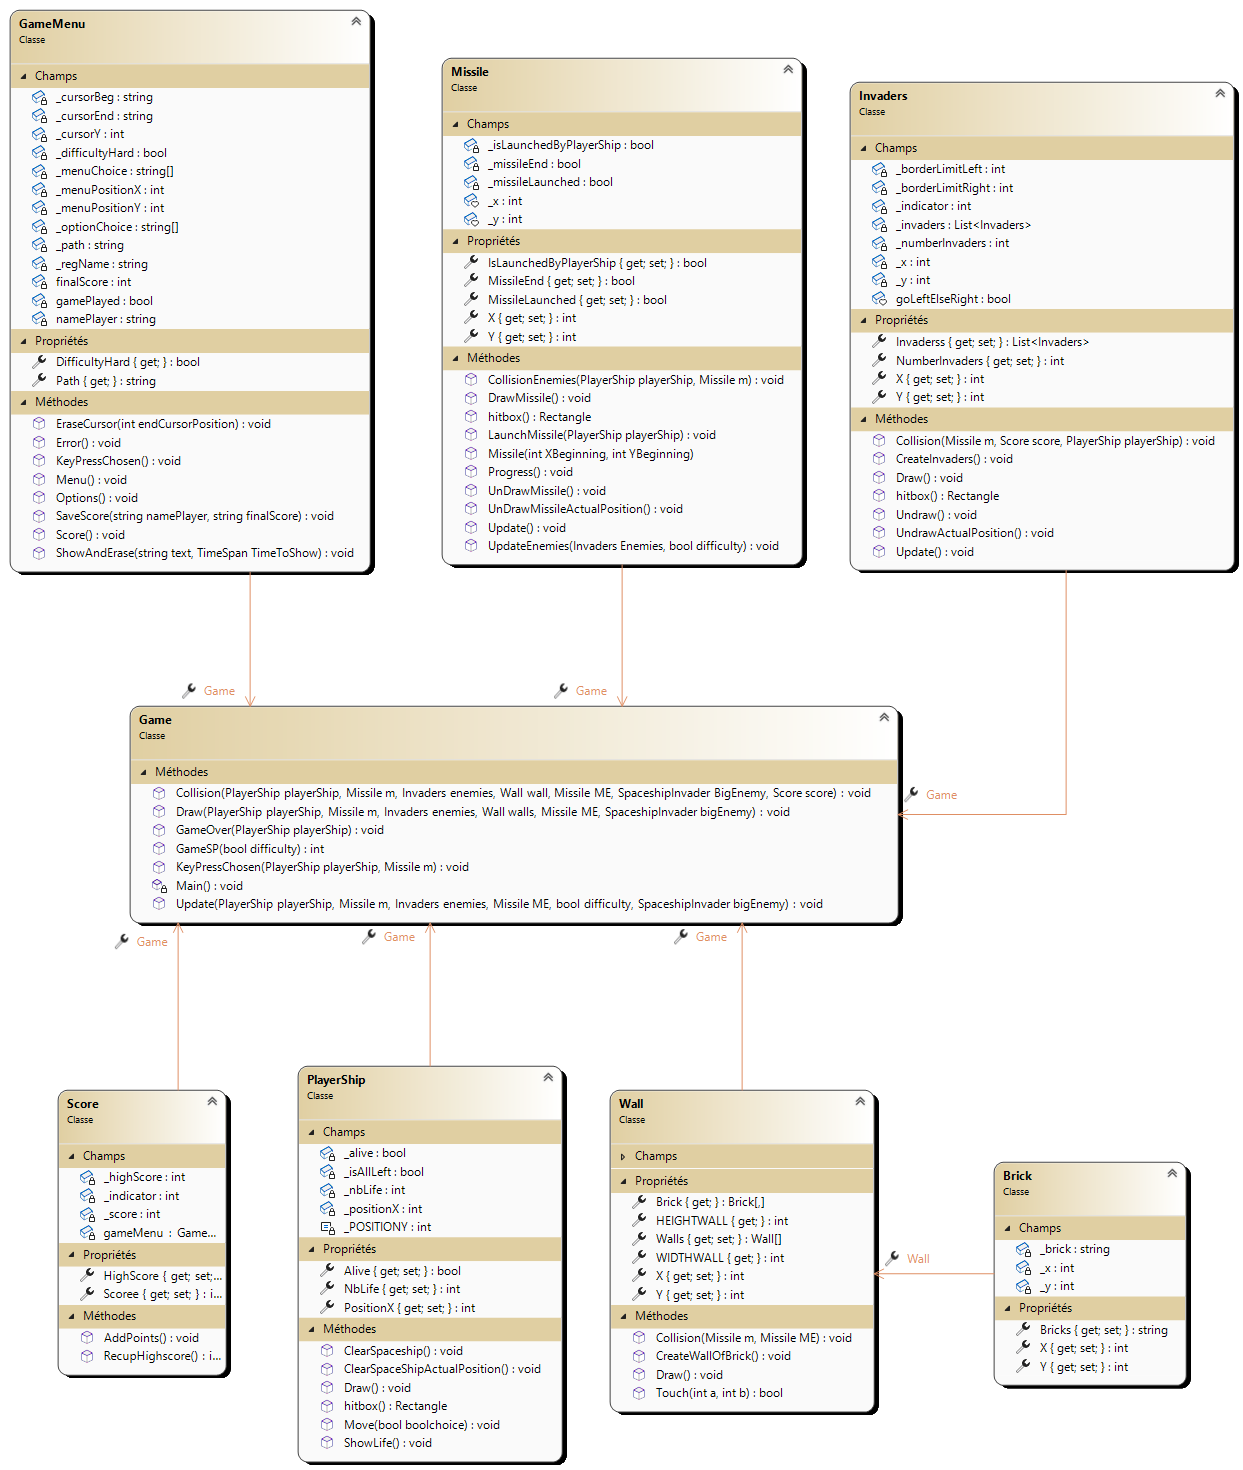 GameMenu
Classe
Champs
_cursorBeg : string
_cursorEnd : string
_cursorY : int
_difficultyHard : bool
_menuChoice : string[]
_menuPositionX : int
_menuPositionY : int
_optionChoice : string[]
_path : string
_regName : string
finalScore : int
gamePlayed : bool
namePlayer : string
Propriétés
DifficultyHard { get; } : bool
Path { get; } : string
Méthodes
EraseCursor(int endCursorPosition) : void
Error() : void
KeyPressChosen() : void
Menu() : void
Options() : void
SaveScore(string namePlayer, string finalScore) : void
Score() : void
ShowAndErase(string text, TimeSpan TimeToShow) : void
Missile
Classe
Champs
_isLaunchedByPlayerShip : bool
_missileEnd : bool
_missileLaunched : bool
_x : int
_y : int
Propriétés
IsLaunchedByPlayerShip { get; set; } : bool
MissileEnd { get; set; } : bool
MissileLaunched { get; set; } : bool
X { get; set; } : int
Y { get; set; } : int
Méthodes
CollisionEnemies(PlayerShip playerShip, Missile m) : void
DrawMissile() : void
hitbox() : Rectangle
LaunchMissile(PlayerShip playerShip) : void
Missile(int XBeginning, int YBeginning)
Progress() : void
UnDrawMissile() : void
UnDrawMissileActualPosition() : void
Update() : void
UpdateEnemies(Invaders Enemies, bool difficulty) : void
Invaders
Classe
Champs
_borderLimitLeft : int
_borderLimitRight : int
_indicator : int
_invaders : List<Invaders>
_numberInvaders : int
_x : int
_y : int
goLeftElseRight : bool
Propriétés
Invaderss { get; set; } : List<Invaders>
NumberInvaders { get; set; } : int
X { get; set; } : int
Y { get; set; } : int
Méthodes
Collision(Missile m, Score score, PlayerShip playerShip) : void
CreateInvaders() : void
Draw() : void
hitbox() : Rectangle
Undraw() : void
UndrawActualPosition() : void
Update() : void
Game
Game
Game
Game
Classe
Méthodes
Collision(PlayerShip playerShip, Missile m, Invaders enemies, Wall wall, Missile ME, SpaceshipInvader BigEnemy, Score score) : void
Draw(PlayerShip playership, Missile m, Invaders enemies, Wall walls, Missile ME, SpaceshipInvader bigEnemy) : void
GameOver(PlayerShip playership) : void
GameSP(bool difficulty) : int
KeyPressChosen(PlayerShip playerShip, Missile m) : void
Main() : void
Update(PlayerShip playership, Missile m, Invaders enemies, Missile ME, bool difficulty, SpaceshipInvader bigEnemy) : void
Game
Game
Game
Score
Classe
Champs
_highScore : int
_indicator : int
_score : int
gameMenu : Game...
Propriétés
HighScore { get; set;...
Scoree { get; set; } : i...
Méthodes
AddPoints() : void
RecupHighscore() : i...
PlayerShip
Classe
Champs
_alive : bool
_isAllLeft : bool
_nbLife : int
_positionX : int
_POSITIONY : int
Propriétés
Alive { get; set; } : bool
NbLife { get; set; } : int
PositionX { get; set; } : int
Méthodes
ClearSpaceship() : void
ClearSpaceShipActualPosition() : void
Draw() : void
hitbox() : Rectangle
Move(bool boolchoice) : void
ShowLife() : void
Wall
Classe
Champs
Propriétés
Brick { get; } : Brick[,]
HEIGHTWALL { get; } : int
Walls { get; set; } : Wall[]
WIDTHWALL { get; } : int
X { get; set; } : int
Y { get; set; } : int
Méthodes
Collision(Missile m, Missile ME) : void
CreateWallOfBrick() : void
Draw() : void
Touch(int a, int b) : bool
Wall
Brick
Classe
Champs
_brick : string
_x : int
_y : int
Propriétés
Bricks { get; set; } : string
X { get; set; } : int
Y { get; set; } : int